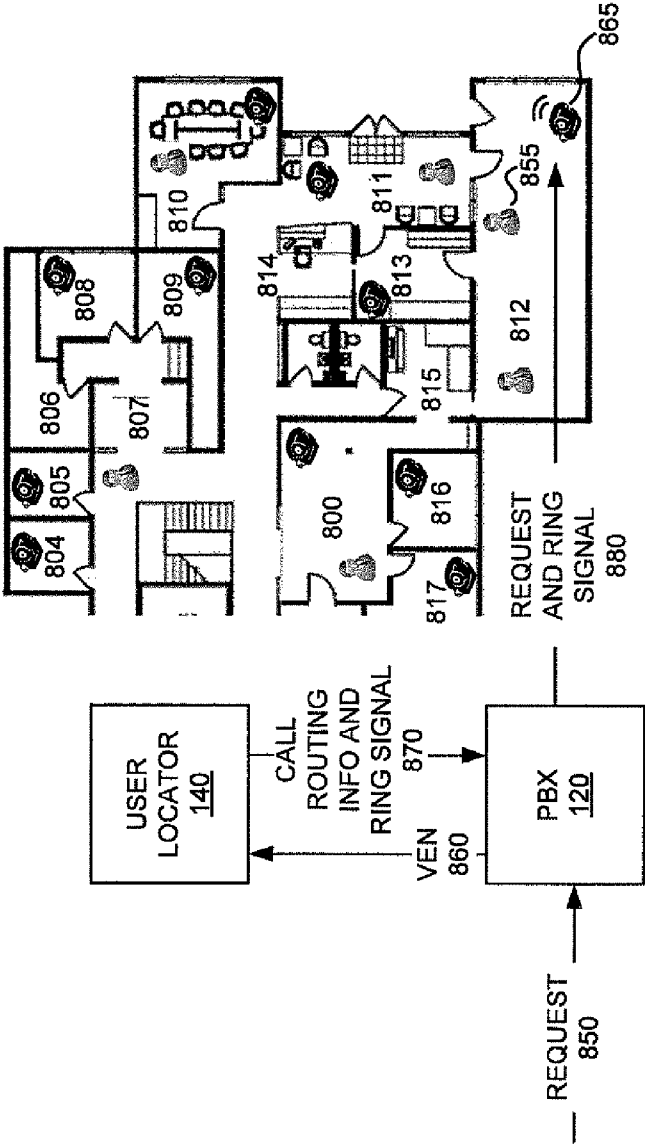 REQUEST
850
PBX
120
VEN
860
USER
LOCATOR
140
CALL
ROUTING
INFO AND
RING SIGNAL
870
REQUEST
AND RING
SIGNAL
880
804
805
806
807
808
809
810
811
814
813
812
815
800
816
817
855
865